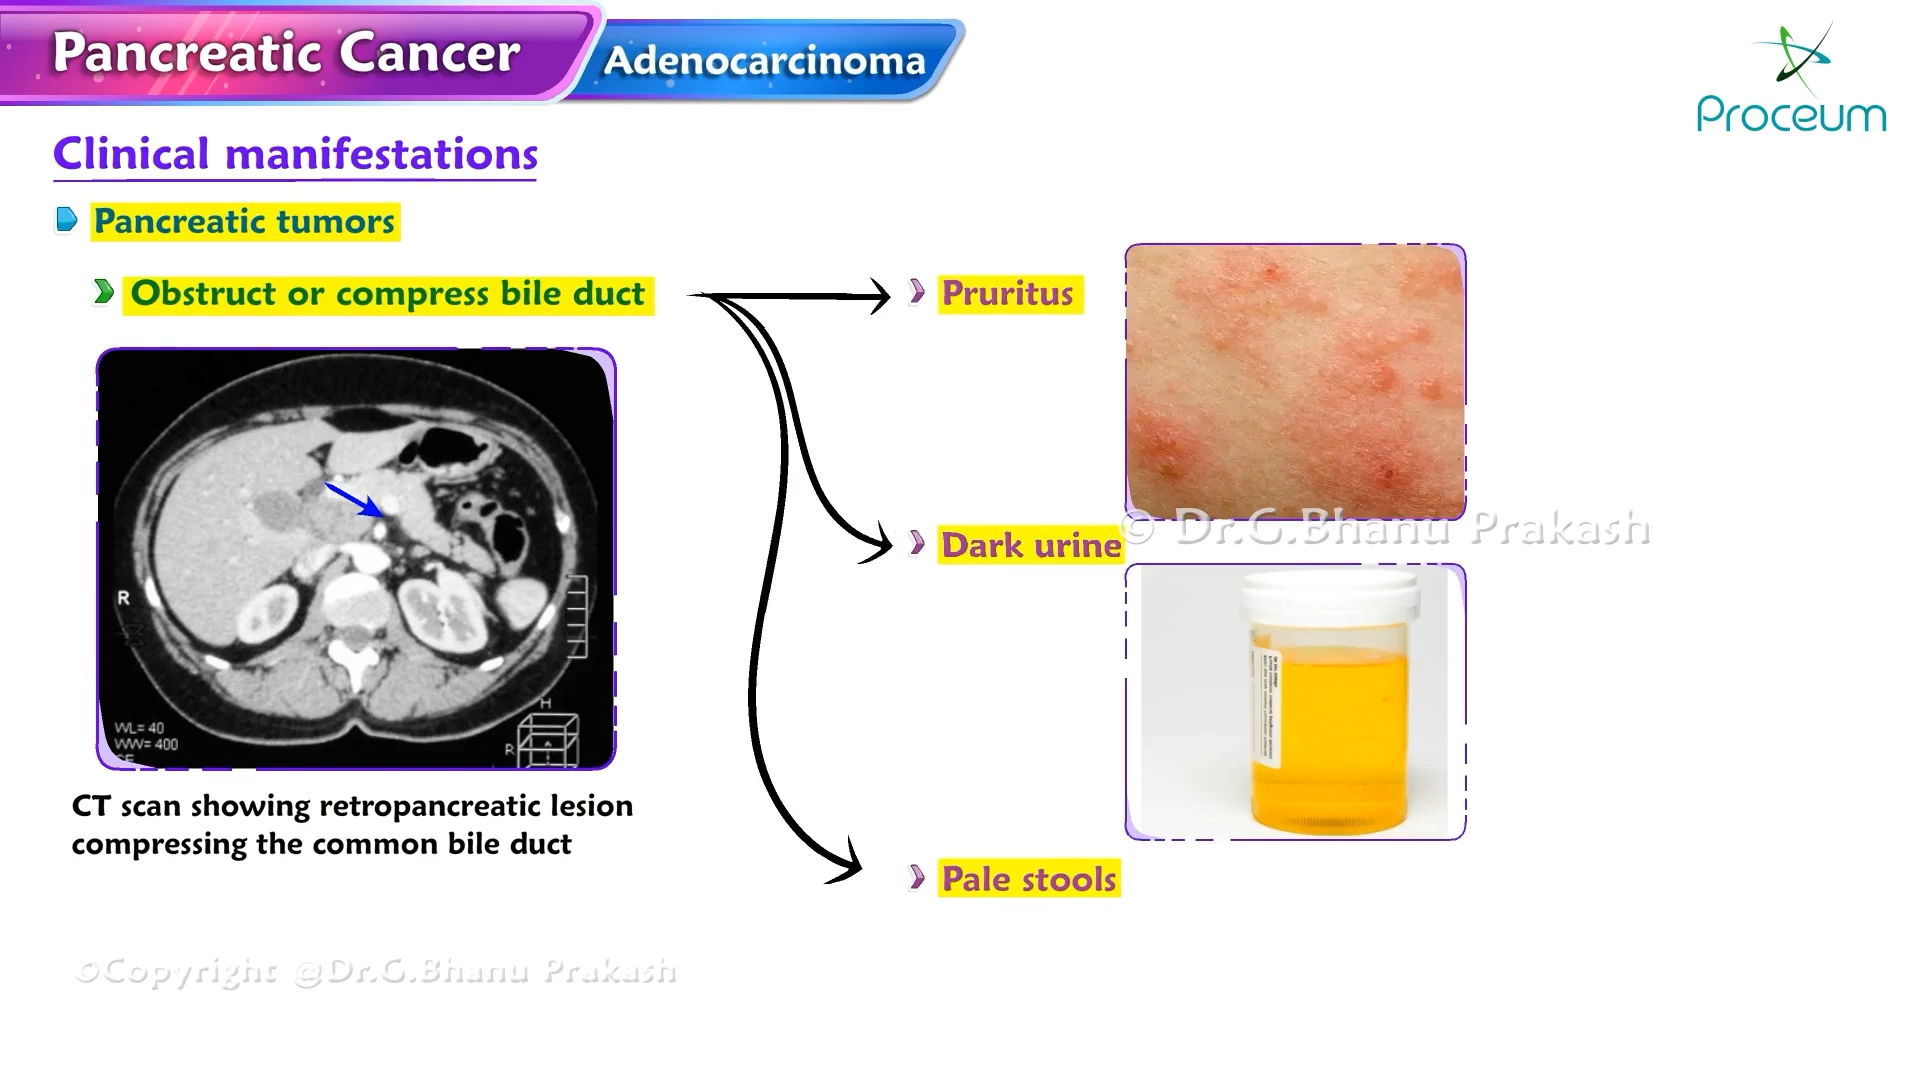 Pancreatic Cancer
Adenocarcinoma
Proceum
Clinical manifestations
Pancreatic tumors
Obstruct or compress bile duct
Pruritus
Dark urine
© Dr.G.Bhanu Prakash
R
WL= 40
WW= 400
H
R
CT scan showing retropancreatic lesion
compressing the common bile duct
Pale stools
©Copyright @Dr.G.Bhanu Prakash